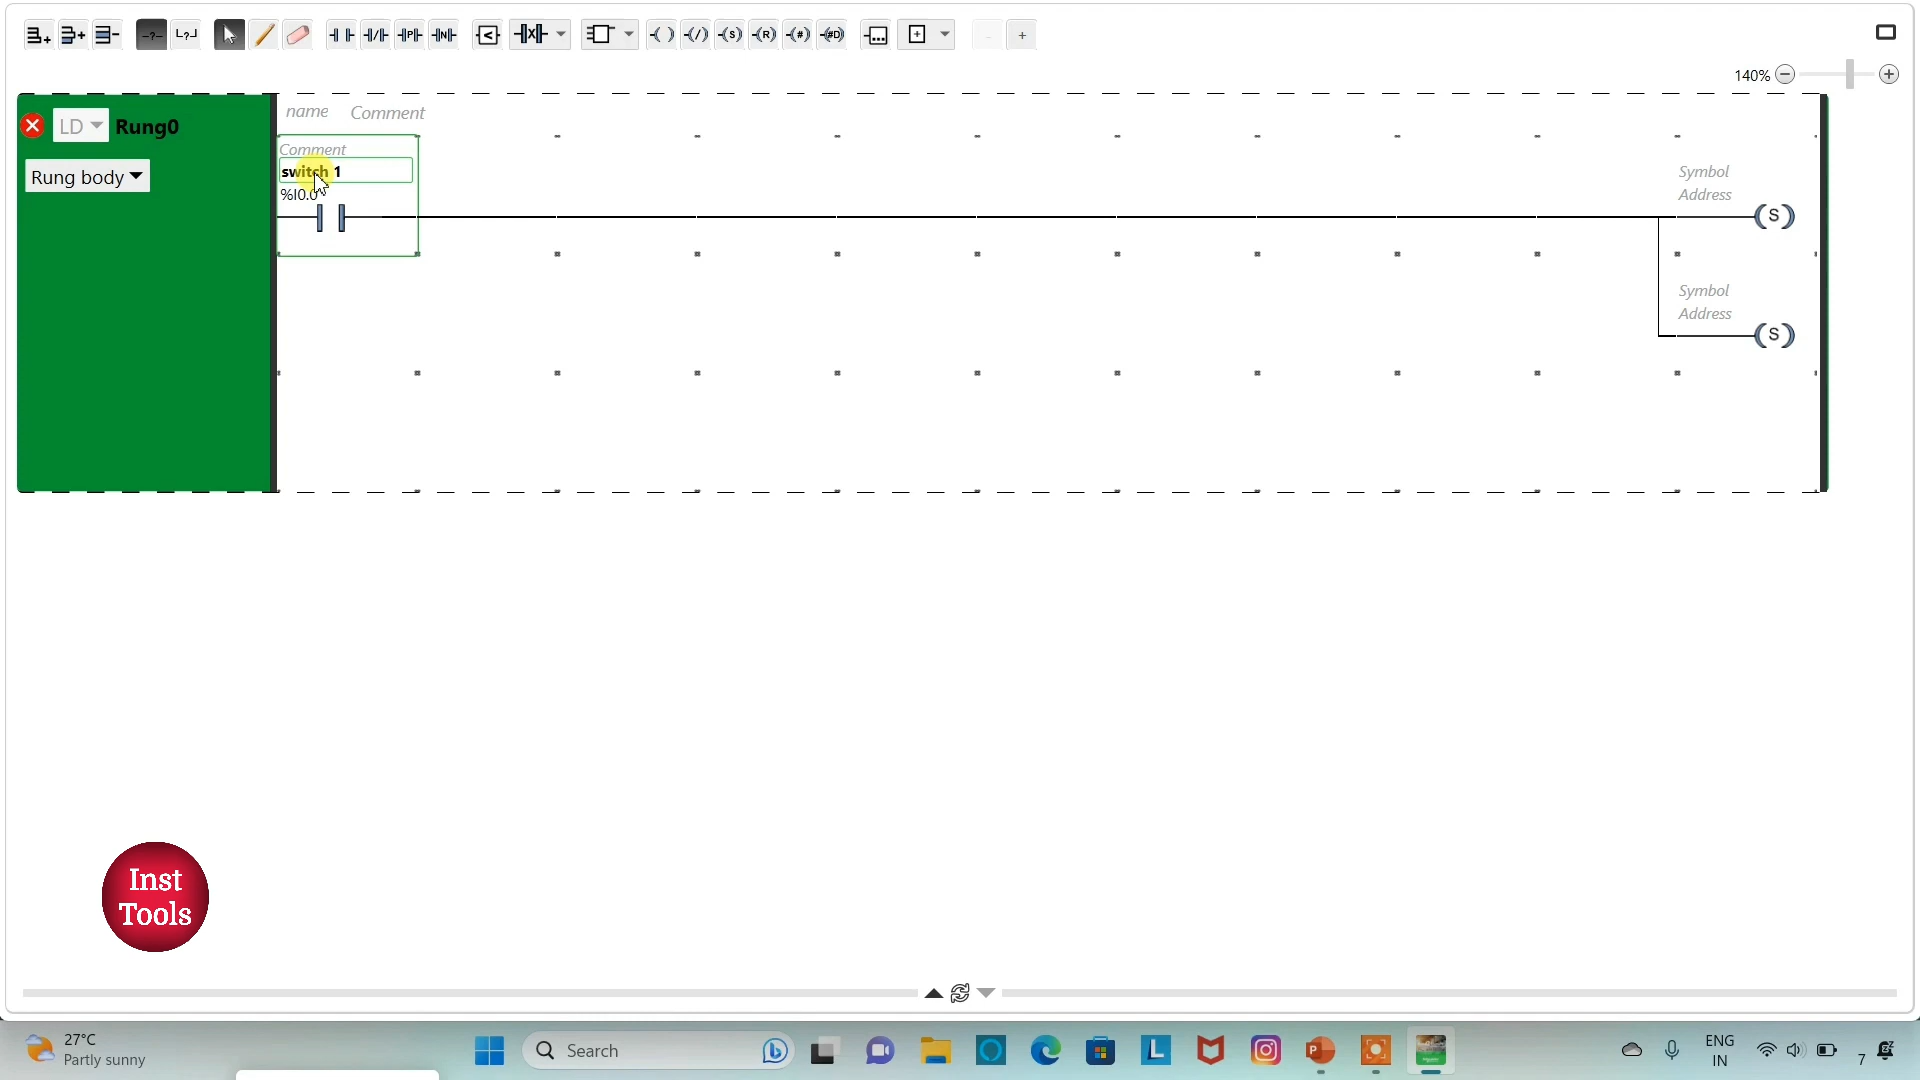 140%
LD
Rung0
name Comment
Comment
switch 1
%I0.0
Rung body
Symbol
Address
S
Symbol
Address
S
Inst
Tools
27°C
Partly sunny
Search
ENG
IN
7